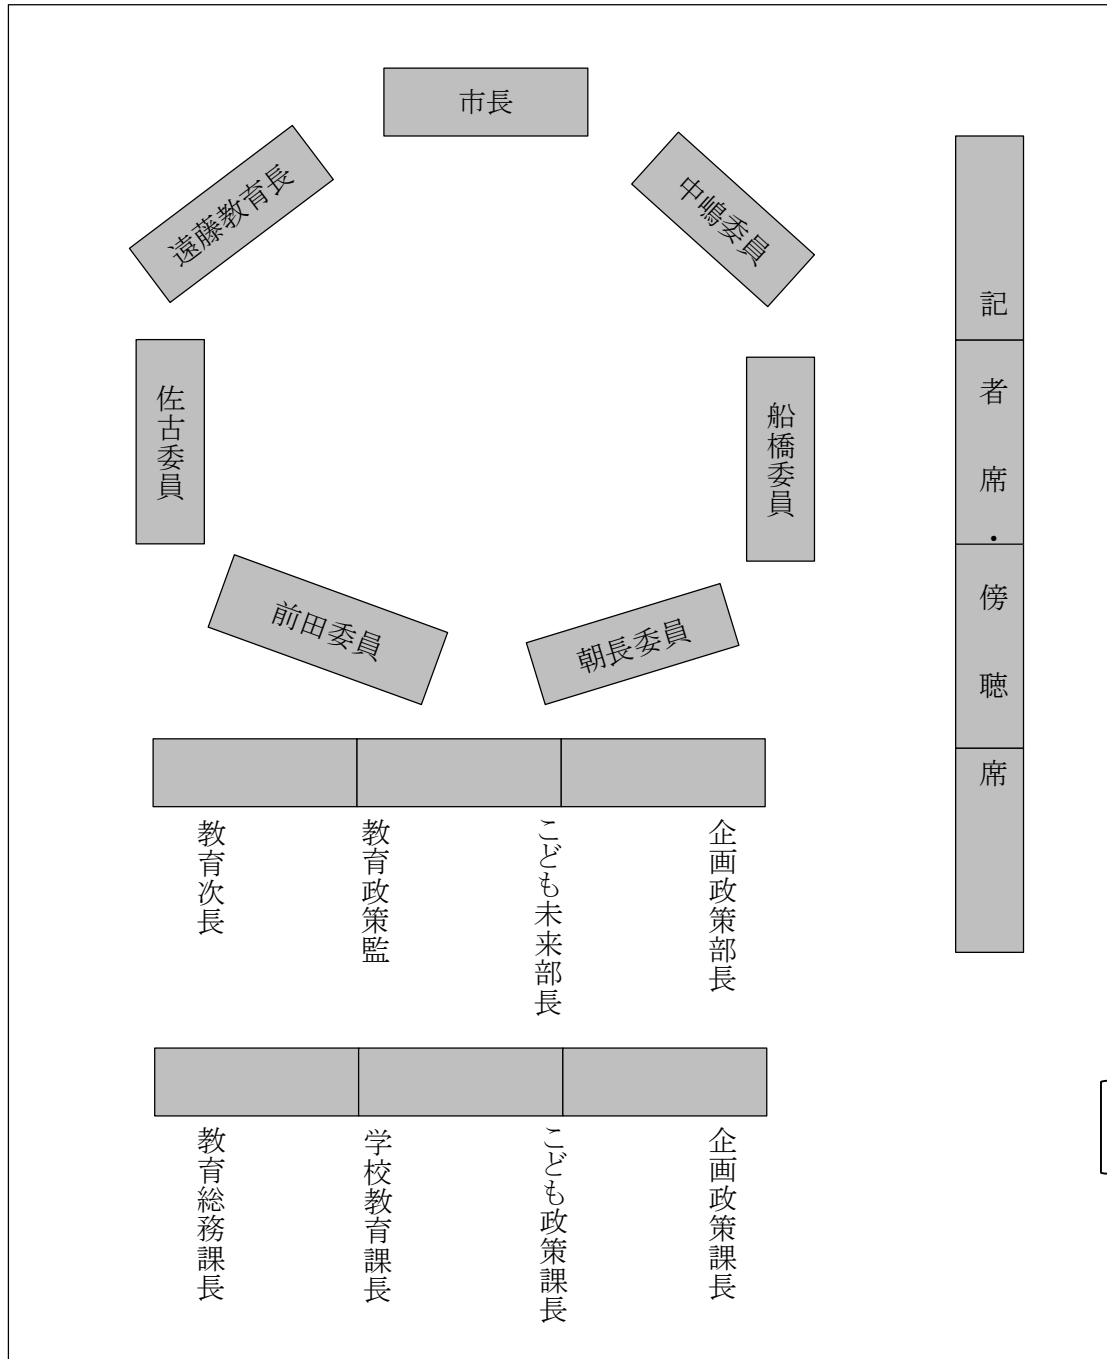 市長
遠藤教育長
中嶋委員
佐古委員
船橋委員
前田委員
朝長委員
記者席・傍聴席
教育次長
教育政策監
こども未来部長
企画政策部長
教育総務課長
学校教育課長
こども政策課長
企画政策課長